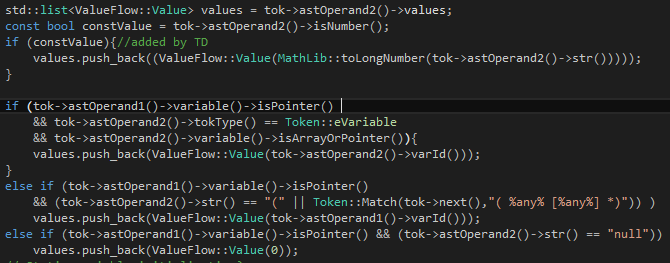 std::list<ValueFlow::Value> values = tok->astOperand2()->values;
const bool constValue = tok->astOperand2()->isNumber();
if (constValue){//added by TD
values.push_back((ValueFlow::Value(MathLib::toLongNumber(tok->astOperand2()->str()))));
}
if (tok->astOperand1()->variable()->isPointer()
&& tok->astOperand2()->tokType() == Token::eVariable
&& tok->astOperand2()->variable()->isArrayOrPointer()){
values.push_back(ValueFlow::Value(tok->astOperand2()->varId()));
}
else if (tok->astOperand1()->variable()->isPointer()
&& (tok->astOperand2()->str() == "(" || Token::Match(tok->next(),"( %any% [%any%] *)")) )
values.push_back(ValueFlow::Value(tok->astOperand1()->varId()));
else if (tok->astOperand1()->variable()->isPointer() && (tok->astOperand2()->str() == "null"))
values.push_back(ValueFlow::Value(0));